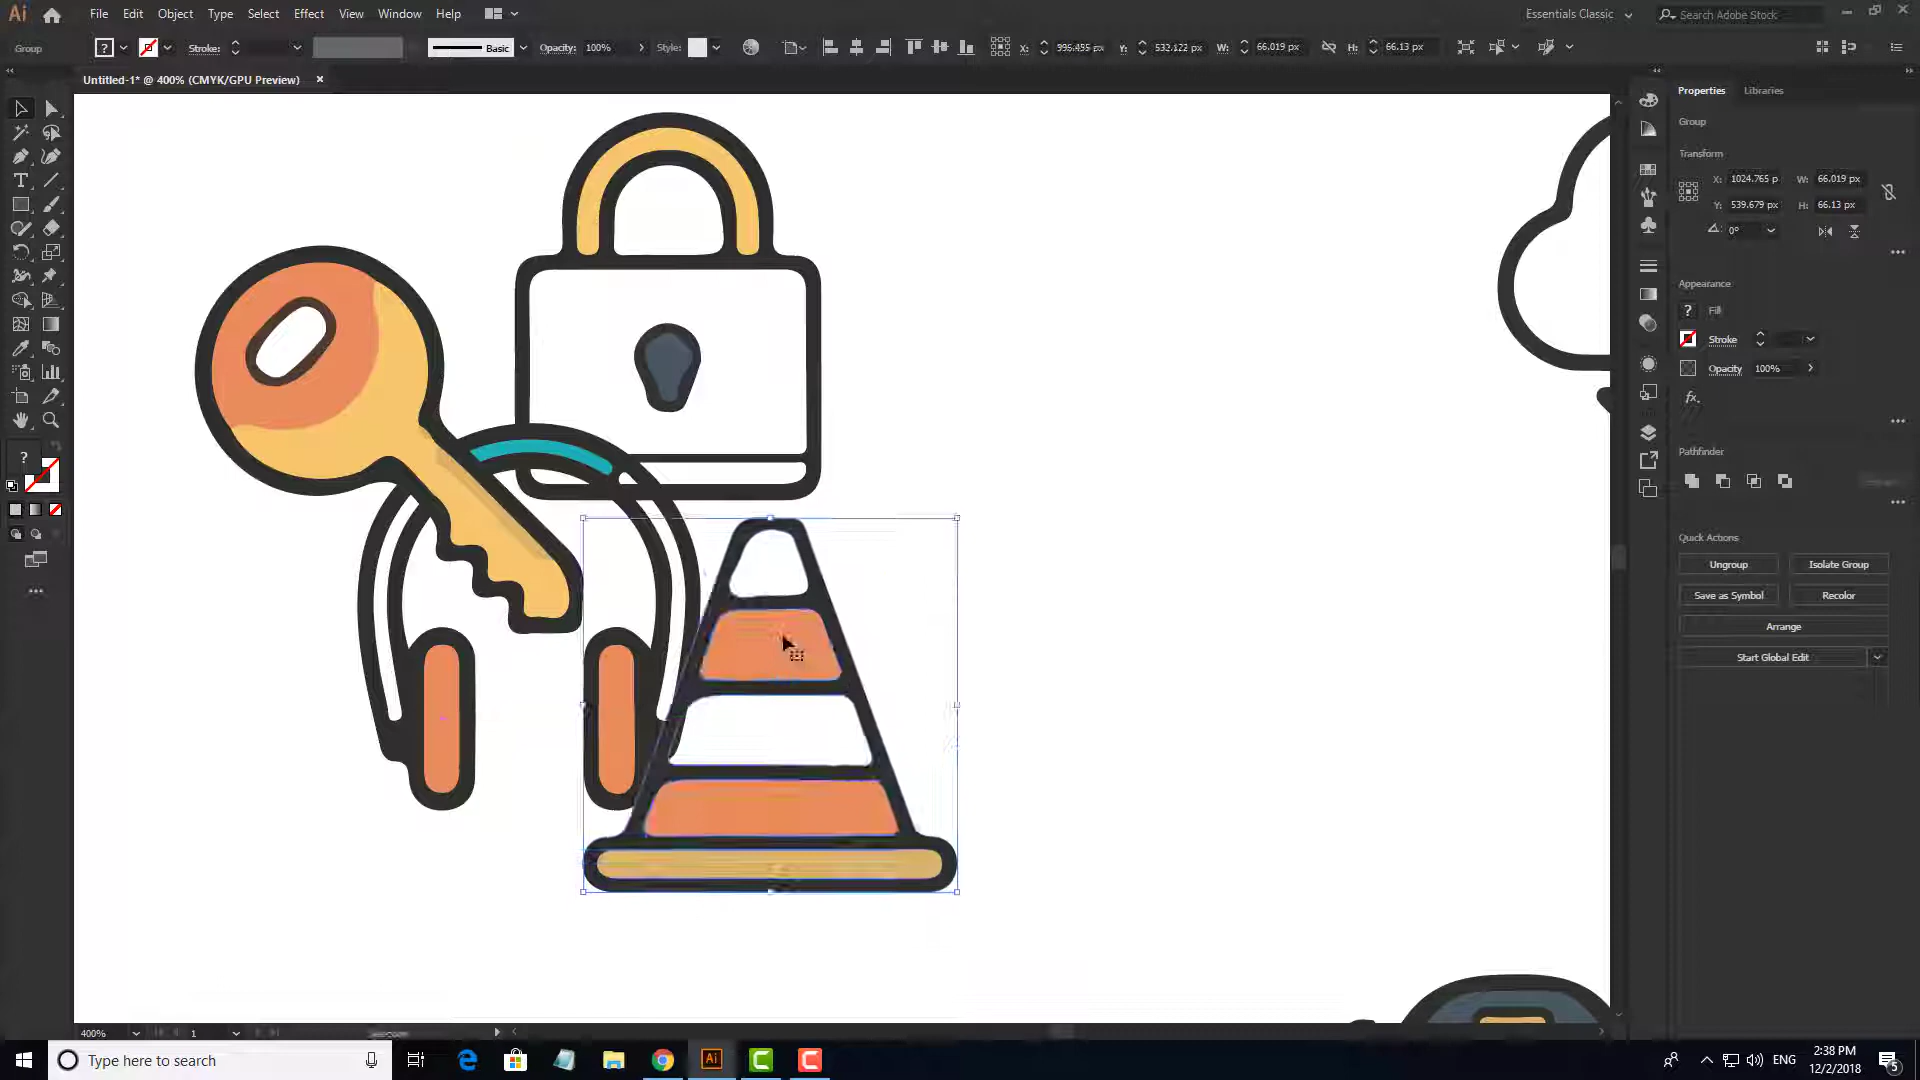 Ai File Edit Object Type Select Effect View Window Help Essentials Classic Search Adobe Stock
Group ? Stroke: Basic Opacity: 100% Style: X: 995.455 px Y: 532.122 px W: 66.019 px H: 66.13 px
Untitled-1* @ 400% (CMYK/GPU Preview) ×
Properties Libraries
Group
Transform
X: 1024.765 p W: 66.019 px
Y: 539.679 px H: 66.13 px
0°
Appearance
? Fill
Stroke
Opacity 100%
fx.
Pathfinder
Quick Actions
Ungroup Isolate Group
Save as Symbol Recolor
Arrange
Start Global Edit
?
400% 1
Type here to search
Ai
ENG
2:38 PM
12/2/2018
5